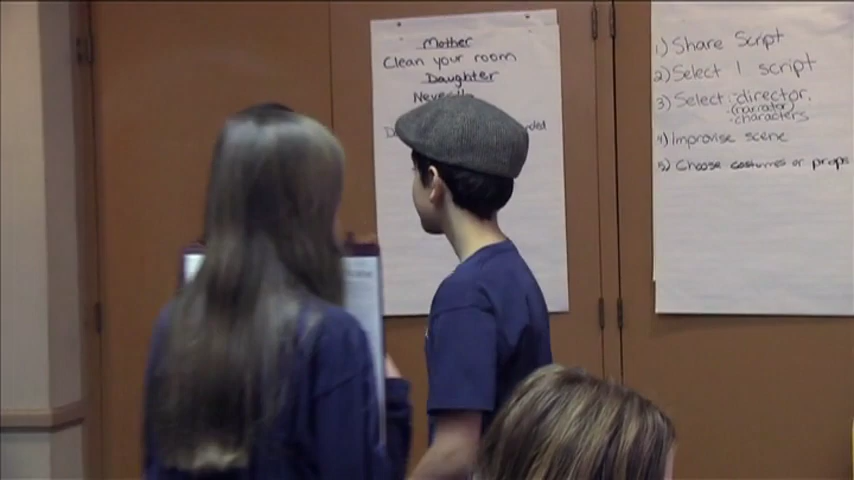 Mother
Clean your room
Daughter
1) Share Script
2) Select 1 script
3) Select: director,
(narrator)
characters
4) Improvise scene
5) Choose costumes or props